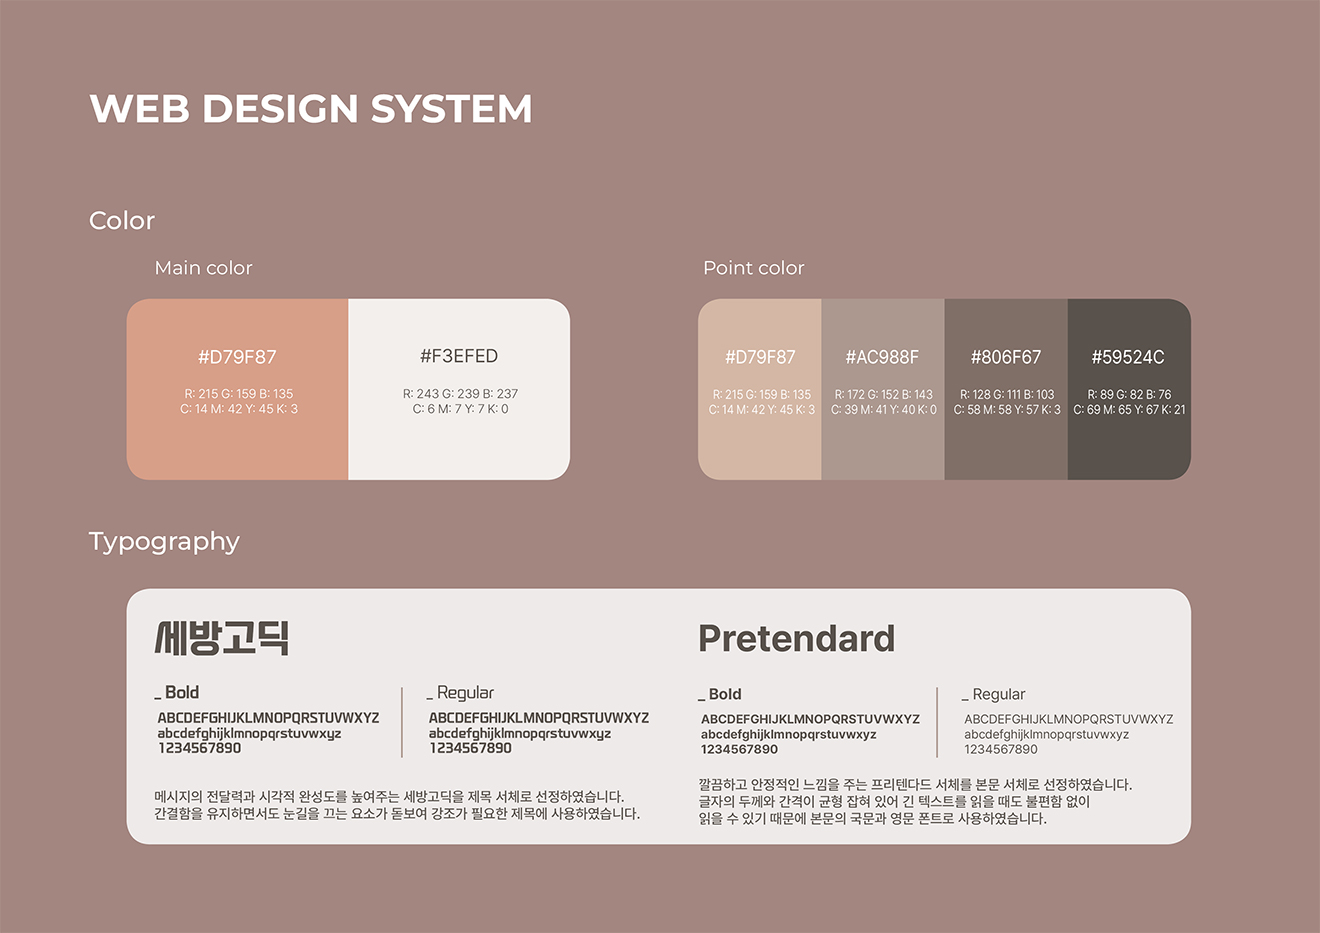 WEB DESIGN SYSTEM
Color
Main color
#D79F87
R: 215 G: 159 B: 135
C: 14 M: 42 Y: 45 K: 3
#F3EFED
R: 243 G: 239 B: 237
C: 6 M: 7 Y: 7 K: 0
Point color
#D79F87
R: 215 G: 159 B: 135
C: 14 M: 42 Y: 45 K: 3
#AC988F
R: 172 G: 152 B: 143
C: 39 M: 41 Y: 40 K: 0
#806F67
R: 128 G: 111 B: 103
C: 58 M: 58 Y: 57 K: 3
#59524C
R: 89 G: 82 B: 76
C: 69 M: 65 Y: 67 K: 21
Typography
세방고딕
_ Bold
ABCDEFGHIJKLMNOPQRSTUVWXYZ
abcdefghijklmnopqrstuvwxyz
1234567890
_ Regular
ABCDEFGHIJKLMNOPQRSTUVWXYZ
abcdefghijklmnopqrstuvwxyz
1234567890
메시지의 전달력과 시각적 완성도를 높여주는 세방고딕을 제목 서체로 선정하였습니다.
간결함을 유지하면서도 눈길을 끄는 요소가 돋보여 강조가 필요한 제목에 사용하였습니다.
Pretendard
_ Bold
ABCDEFGHIJKLMNOPQRSTUVWXYZ
abcdefghijklmnopqrstuvwxyz
1234567890
_ Regular
ABCDEFGHIJKLMNOPQRSTUVWXYZ
abcdefghijklmnopqrstuvwxyz
1234567890
깔끔하고 안정적인 느낌을 주는 프리텐다드 서체를 본문 서체로 선정하였습니다.
글자의 두께와 간격이 균형 잡혀 있어 긴 텍스트를 읽을 때도 불편함 없이
읽을 수 있기 때문에 본문의 국문과 영문 폰트로 사용하였습니다.